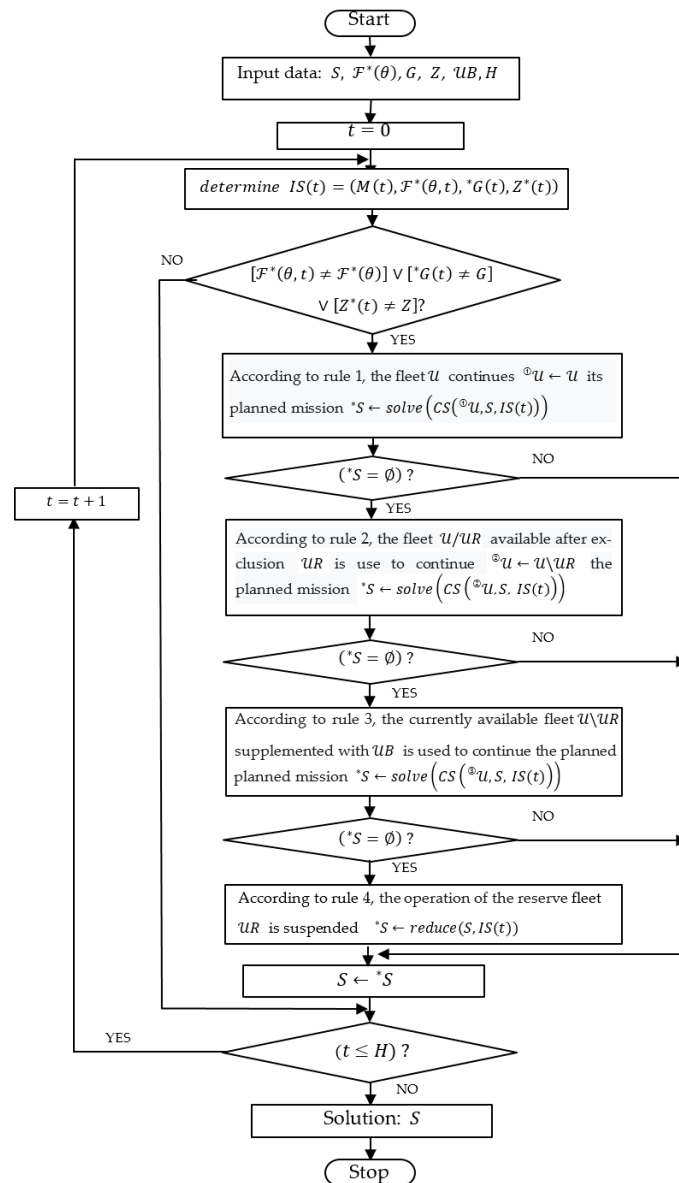 Start
Input data: S, ℱ*(θ), G, Z, 𝒰B, H
t = 0
determine IS(t) = (M(t), ℱ*(θ, t), *G(t), Z*(t))
NO
[ℱ*(θ, t) ≠ ℱ*(θ)] ∨ [*G(t) ≠ G]
∨ [Z*(t) ≠ Z]?
YES
According to rule 1, the fleet 𝒰 continues ①𝒰 ← 𝒰 its
planned mission *S ← solve(CS(①𝒰, S, IS(t)))
(*S = ∅) ?
NO
YES
t = t + 1
According to rule 2, the fleet 𝒰/𝒰R available after ex-
clusion 𝒰R is use to continue ②𝒰 ← 𝒰\𝒰R the
planned mission *S ← solve(CS(②𝒰, S, IS(t)))
(*S = ∅) ?
NO
YES
According to rule 3, the currently available fleet 𝒰\𝒰R
supplemented with 𝒰B is used to continue the planned
planned mission *S ← solve(CS(③𝒰, S, IS(t)))
(*S = ∅) ?
NO
YES
According to rule 4, the operation of the reserve fleet
𝒰R is suspended *S ← reduce(S, IS(t))
S ← *S
YES
(t ≤ H) ?
NO
Solution: S
Stop